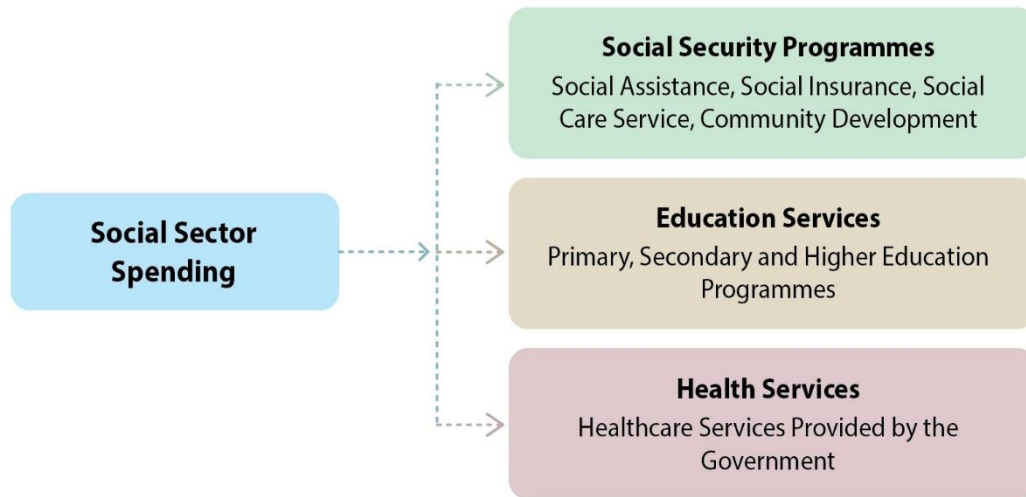 Social Sector
Spending
Social Security Programmes
Social Assistance, Social Insurance, Social
Care Service, Community Development
Education Services
Primary, Secondary and Higher Education
Programmes
Health Services
Healthcare Services Provided by the
Government